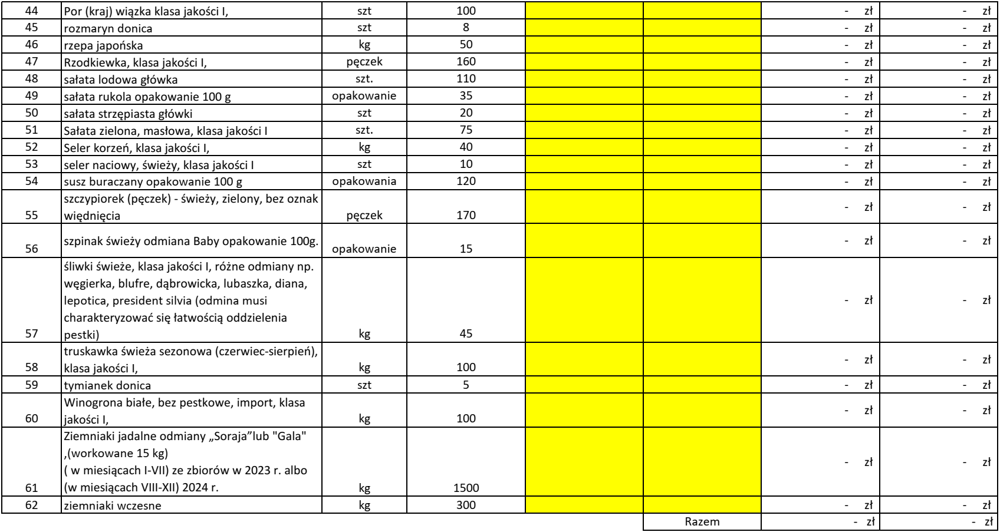 44 Por (kraj) wiązka klasa jakości I, szt 100 - zł - zł
45 rozmaryn donica szt 8 - zł - zł
46 rzepa japońska kg 50 - zł - zł
47 Rzodkiewka, klasa jakości I, pęczek 160 - zł - zł
48 sałata lodowa główka szt. 110 - zł - zł
49 sałata rukola opakowanie 100 g opakowanie 35 - zł - zł
50 sałata strzępiasta główki szt 20 - zł - zł
51 Sałata zielona, masłowa, klasa jakości I szt. 75 - zł - zł
52 Seler korzeń, klasa jakości I, kg 40 - zł - zł
53 seler naciowy, świeży, klasa jakości I szt 10 - zł - zł
54 susz buraczany opakowanie 100 g opakowania 120 - zł - zł
szczypiorek (pęczek) - świeży, zielony, bez oznak
55 więdnięcia pęczek 170 - zł - zł
56 szpinak świeży odmiana Baby opakowanie 100g. opakowanie 15 - zł - zł
śliwki świeże, klasa jakości I, różne odmiany np.
węgierka, blufre, dąbrowicka, lubaszka, diana,
lepotica, president silvia (odmina musi - zł - zł
charakteryzować się łatwością oddzielenia
57 pestki) kg 45
truskawka świeża sezonowa (czerwiec-sierpień),
58 klasa jakości I, kg 100 - zł - zł
59 tymianek donica szt 5 - zł - zł
Winogrona białe, bez pestkowe, import, klasa
60 jakości I, kg 100 - zł - zł
Ziemniaki jadalne odmiany „Soraja”lub "Gala"
,(workowane 15 kg) - zł - zł
( w miesiącach I-VII) ze zbiorów w 2023 r. albo
61 (w miesiącach VIII-XII) 2024 r. kg 1500
62 ziemniaki wczesne kg 300 - zł - zł
Razem - zł - zł